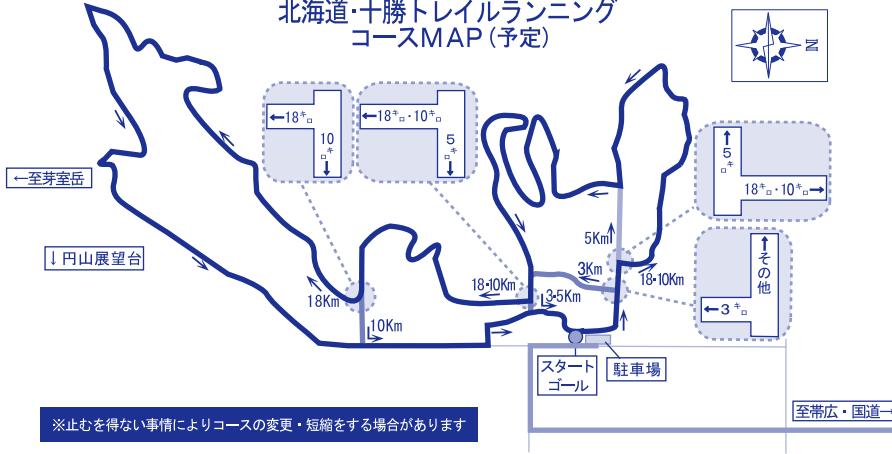 北海道・十勝トレイルランニング
コースMAP(予定)
N
←18キロ
10キロ↓
←18キロ・10キロ
5キロ↓
↑5キロ
18キロ・10キロ→
↑その他
←3キロ
←至芽室岳
↓円山展望台
5Km
3Km
18・10Km
18・10Km
3・5Km
18Km
10Km
スタート
ゴール
駐車場
至帯広・国道→
※止むを得ない事情によりコースの変更・短縮をする場合があります